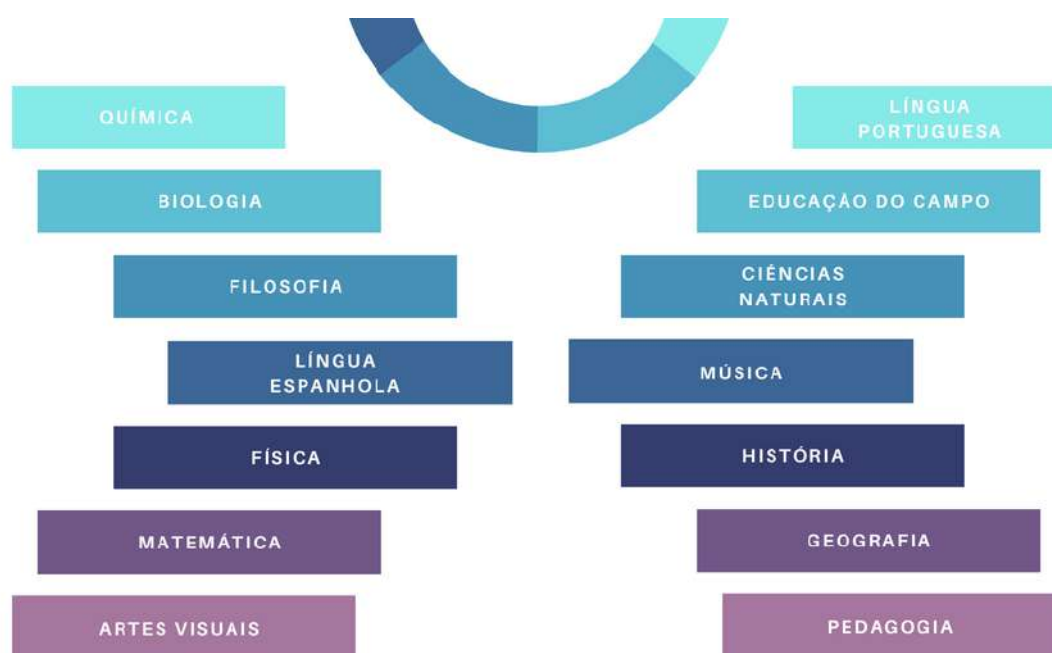 QUÍMICA
LÍNGUA
PORTUGUESA
BIOLOGIA
EDUCAÇÃO DO CAMPO
FILOSOFIA
CIÊNCIAS
NATURAIS
LÍNGUA
ESPANHOLA
MÚSICA
FÍSICA
HISTÓRIA
MATEMÁTICA
GEOGRAFIA
ARTES VISUAIS
PEDAGOGIA